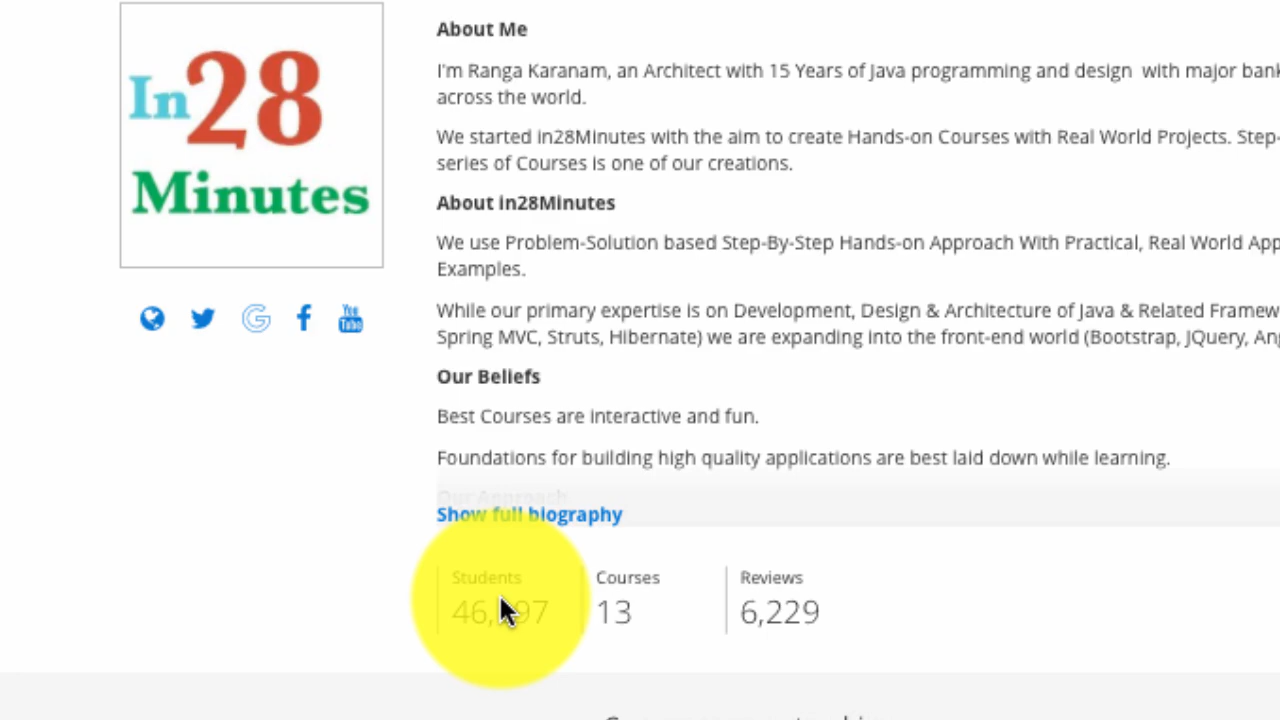 In28
Minutes
You
Tube
About Me
I'm Ranga Karanam, an Architect with 15 Years of Java programming and design with major bank
across the world.
We started in28Minutes with the aim to create Hands-on Courses with Real World Projects. Step-
series of Courses is one of our creations.
About in28Minutes
We use Problem-Solution based Step-By-Step Hands-on Approach With Practical, Real World App
Examples.
While our primary expertise is on Development, Design & Architecture of Java & Related Framew
Spring MVC, Struts, Hibernate) we are expanding into the front-end world (Bootstrap, JQuery, An
Our Beliefs
Best Courses are interactive and fun.
Foundations for building high quality applications are best laid down while learning.
Our Approach
Show full biography
Students Courses Reviews
13 6,229